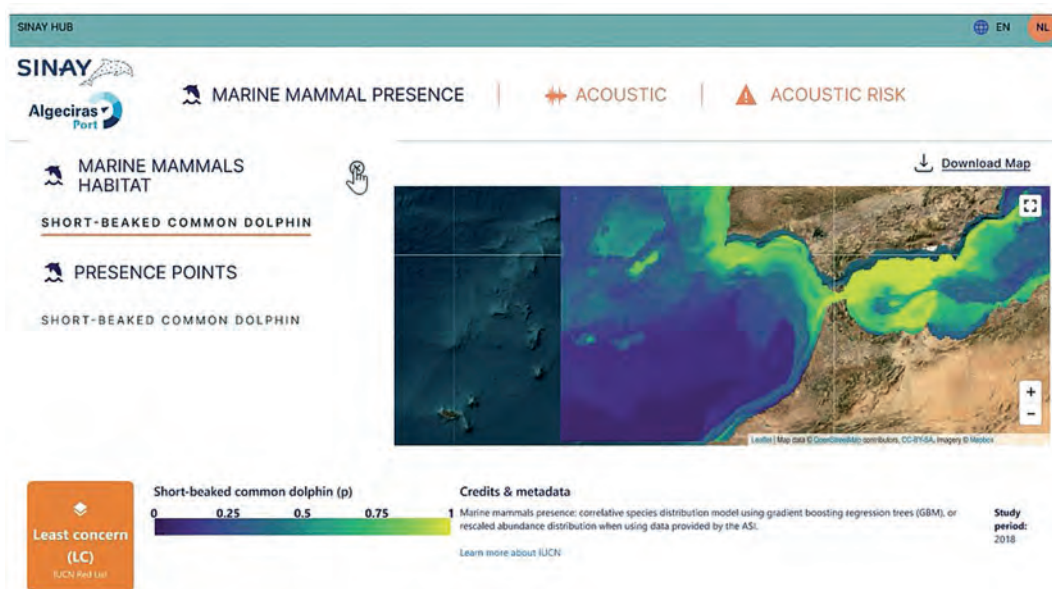 SINAY HUB
EN
NL
SINAY
Algeciras
Port
MARINE MAMMAL PRESENCE
ACOUSTIC
ACOUSTIC RISK
MARINE MAMMALS
HABITAT
SHORT-BEAKED COMMON DOLPHIN
PRESENCE POINTS
SHORT-BEAKED COMMON DOLPHIN
Download Map
+
−
Leaflet | Map data © OpenStreetMap contributors, CC-BY-SA, Imagery © Mapbox
Least concern
(LC)
IUCN Red List
Short-beaked common dolphin (p)
0 0.25 0.5 0.75 1
Credits & metadata
Marine mammals presence: correlative species distribution model using gradient boosting regression trees (GBM), or
rescaled abundance distribution when using data provided by the ASI.
Learn more about IUCN
Study
period:
2018